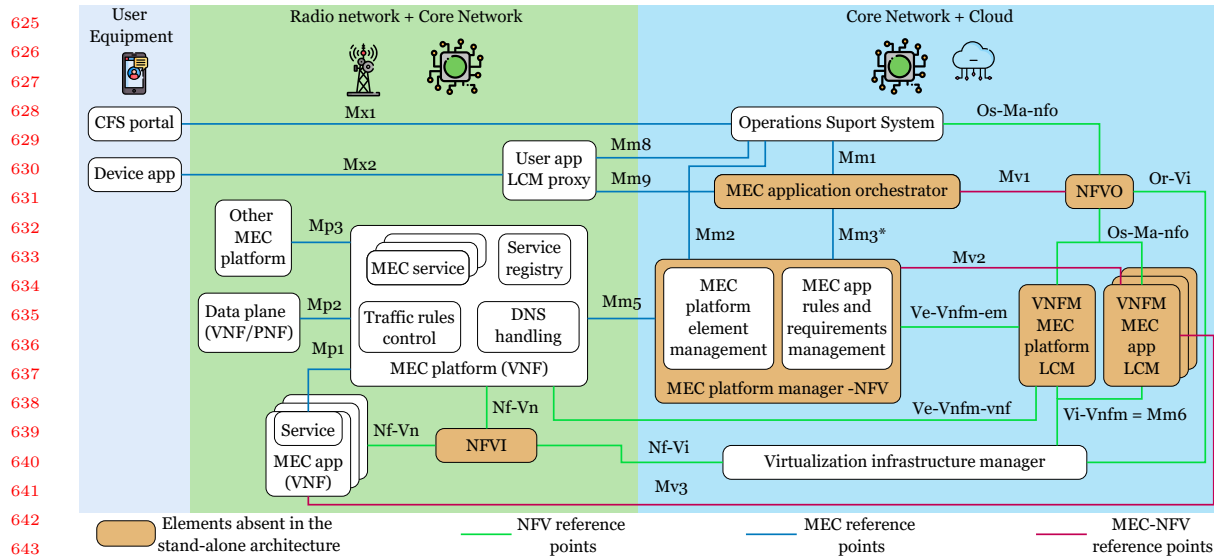 625
626
627
628
629
630
631
632
633
634
635
636
637
638
639
640
641
642
643
User
Equipment
Radio network + Core Network
Core Network + Cloud
CFS portal
Mx1
Operations Suport System
Os-Ma-nfo
Device app
Mx2
User app
LCM proxy
Mm8
Mm9
Mm1
MEC application orchestrator
Mv1
NFVO
Or-Vi
Other
MEC
platform
Mp3
MEC service
Service
registry
Mm2
Mm3*
Os-Ma-nfo
Mv2
Data plane
(VNF/PNF)
Mp2
Traffic rules
control
DNS
handling
MEC platform (VNF)
Mm5
MEC
platform
element
management
MEC app
rules and
requirements
management
MEC platform manager -NFV
Ve-Vnfm-em
VNFM
MEC
platform
LCM
VNFM
MEC
app
LCM
Mp1
Service
MEC app
(VNF)
Nf-Vn
Nf-Vn
NFVI
Ve-Vnfm-vnf
Vi-Vnfm = Mm6
Nf-Vi
Virtualization infrastructure manager
Mv3
Elements absent in the
stand-alone architecture
NFV reference
points
MEC reference
points
MEC-NFV
reference points